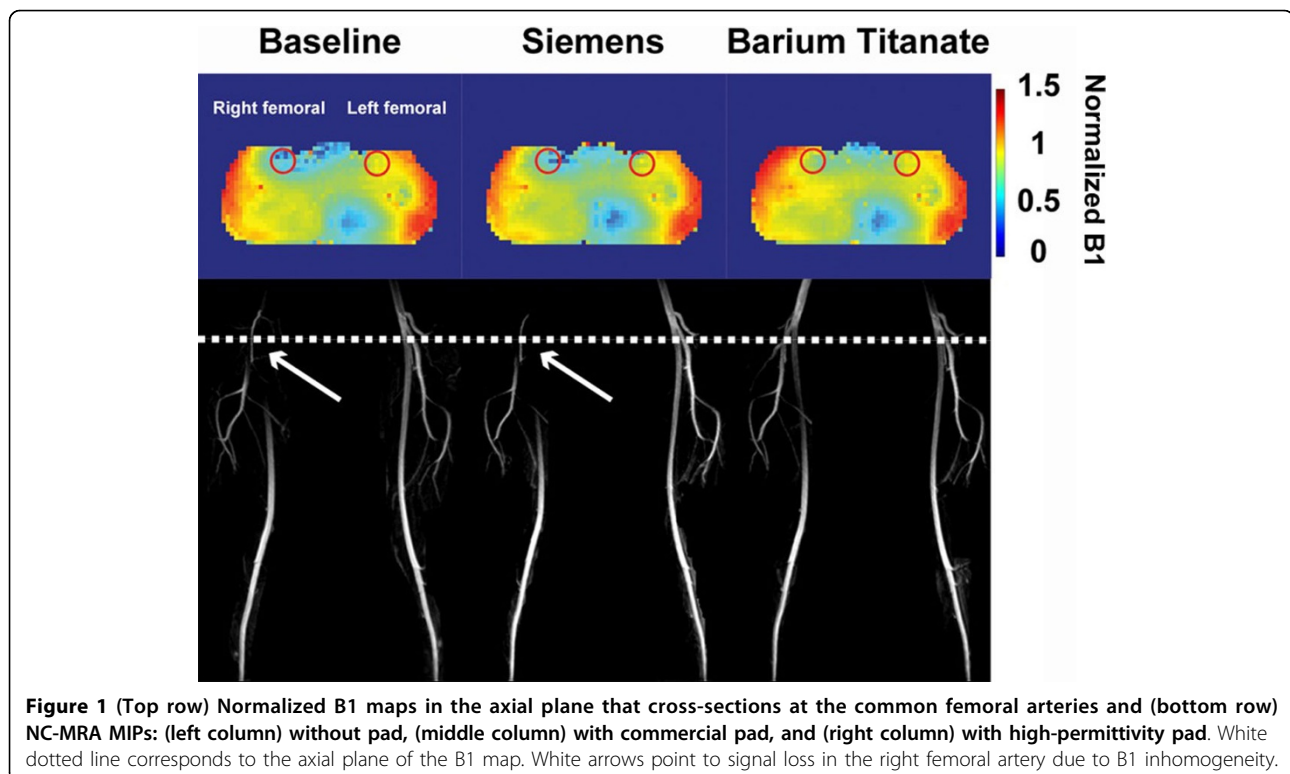 Baseline Siemens Barium Titanate
Right femoral Left femoral
1.5
1
0.5
0
Normalized B1
Figure 1 (Top row) Normalized B1 maps in the axial plane that cross-sections at the common femoral arteries and (bottom row)
NC-MRA MIPs: (left column) without pad, (middle column) with commercial pad, and (right column) with high-permittivity pad. White
dotted line corresponds to the axial plane of the B1 map. White arrows point to signal loss in the right femoral artery due to B1 inhomogeneity.